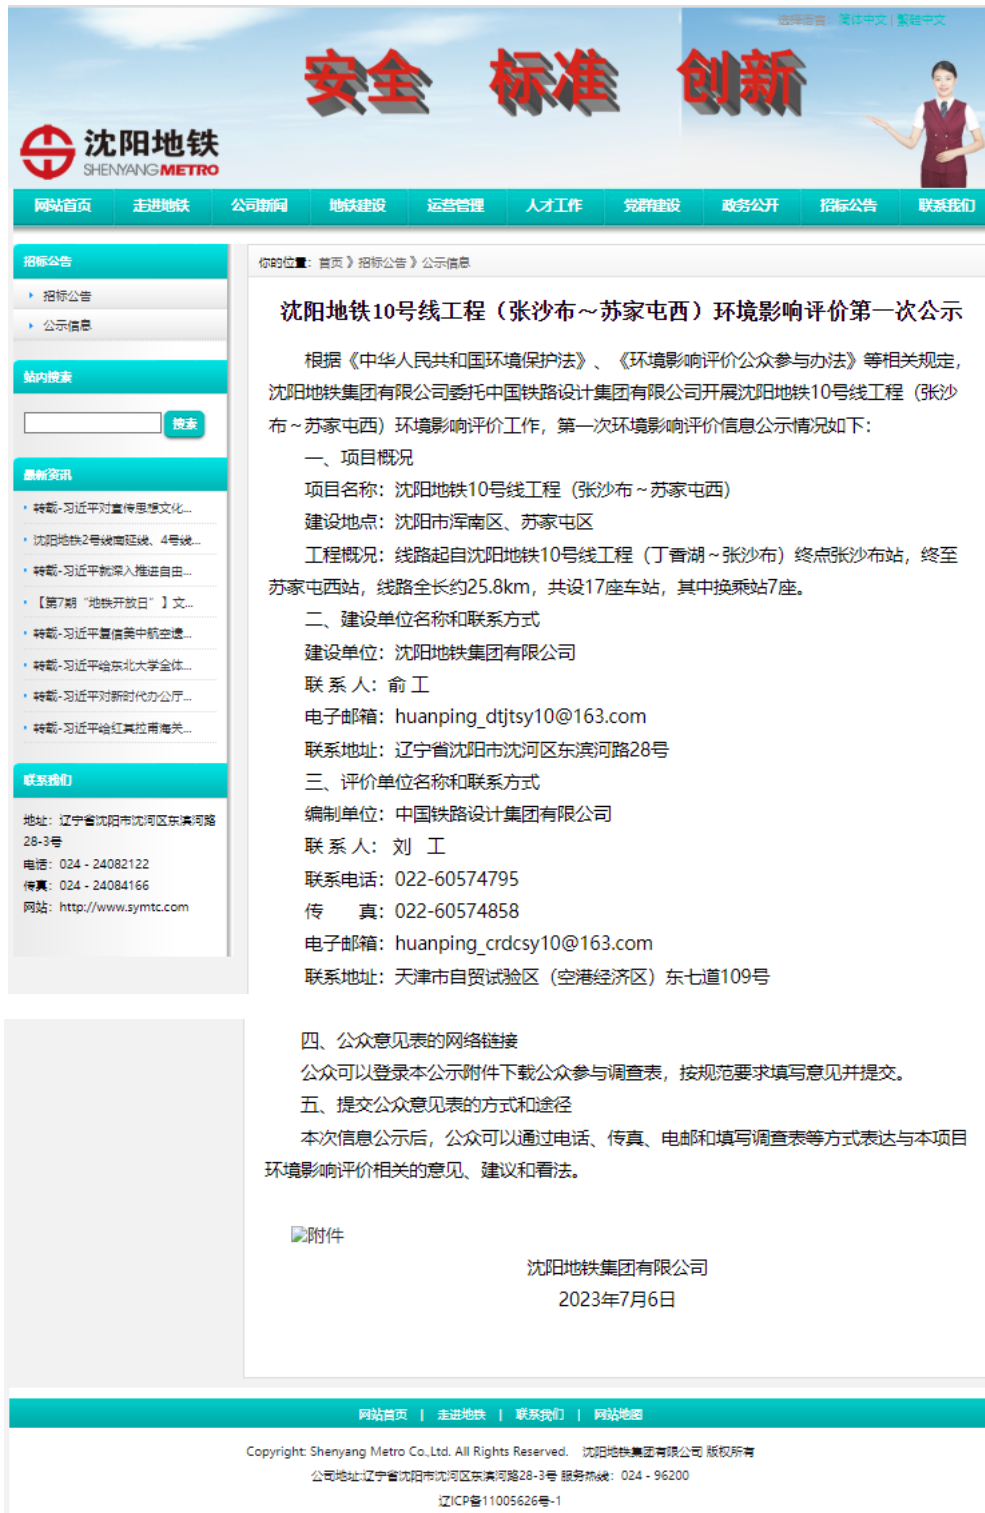 选择语言: 简体中文 | 繁體中文
安全 标准 创新
沈阳地铁
SHENYANG METRO
网站首页 走进地铁 公司新闻 地铁建设 运营管理 人才工作 党群建设 政务公开 招标公告 联系我们
招标公告
招标公告
公示信息
站内搜索
搜索
最新资讯
转载-习近平对宣传思想文化...
沈阳地铁2号线南延线、4号线...
转载-习近平就深入推进自由...
【第7期“地铁开放日”】文...
转载-习近平复信美中航空遗...
转载-习近平给东北大学全体...
转载-习近平对新时代办公厅...
转载-习近平给红其拉甫海关...
联系我们
地址：辽宁省沈阳市沈河区东滨河路
28-3号
电话：024 - 24082122
传真：024 - 24084166
网站：http://www.symtc.com
你的位置：首页 》招标公告 》公示信息
沈阳地铁10号线工程（张沙布～苏家屯西）环境影响评价第一次公示
根据《中华人民共和国环境保护法》、《环境影响评价公众参与办法》等相关规定，
沈阳地铁集团有限公司委托中国铁路设计集团有限公司开展沈阳地铁10号线工程（张沙
布～苏家屯西）环境影响评价工作，第一次环境影响评价信息公示情况如下：
一、项目概况
项目名称：沈阳地铁10号线工程（张沙布～苏家屯西）
建设地点：沈阳市浑南区、苏家屯区
工程概况：线路起自沈阳地铁10号线工程（丁香湖～张沙布）终点张沙布站，终至
苏家屯西站，线路全长约25.8km，共设17座车站，其中换乘站7座。
二、建设单位名称和联系方式
建设单位：沈阳地铁集团有限公司
联 系 人：俞 工
电子邮箱：huanping_dtjtsy10@163.com
联系地址：辽宁省沈阳市沈河区东滨河路28号
三、评价单位名称和联系方式
编制单位：中国铁路设计集团有限公司
联 系 人： 刘 工
联系电话：022-60574795
传 真：022-60574858
电子邮箱：huanping_crdcsy10@163.com
联系地址：天津市自贸试验区（空港经济区）东七道109号
四、公众意见表的网络链接
公众可以登录本公示附件下载公众参与调查表，按规范要求填写意见并提交。
五、提交公众意见表的方式和途径
本次信息公示后，公众可以通过电话、传真、电邮和填写调查表等方式表达与本项目
环境影响评价相关的意见、建议和看法。
附件
沈阳地铁集团有限公司
2023年7月6日
网站首页 | 走进地铁 | 联系我们 | 网站地图
Copyright: Shenyang Metro Co.,Ltd. All Rights Reserved. 沈阳地铁集团有限公司 版权所有
公司地址:辽宁省沈阳市沈河区东滨河路28-3号 服务热线：024 - 96200
辽ICP备11005626号-1